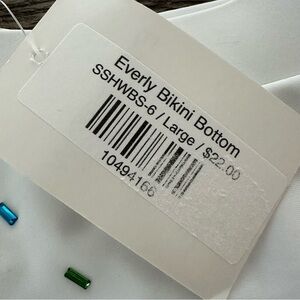 Everly Bikini Bottom
SSHWBS-6 / Large / $22.00
10494166